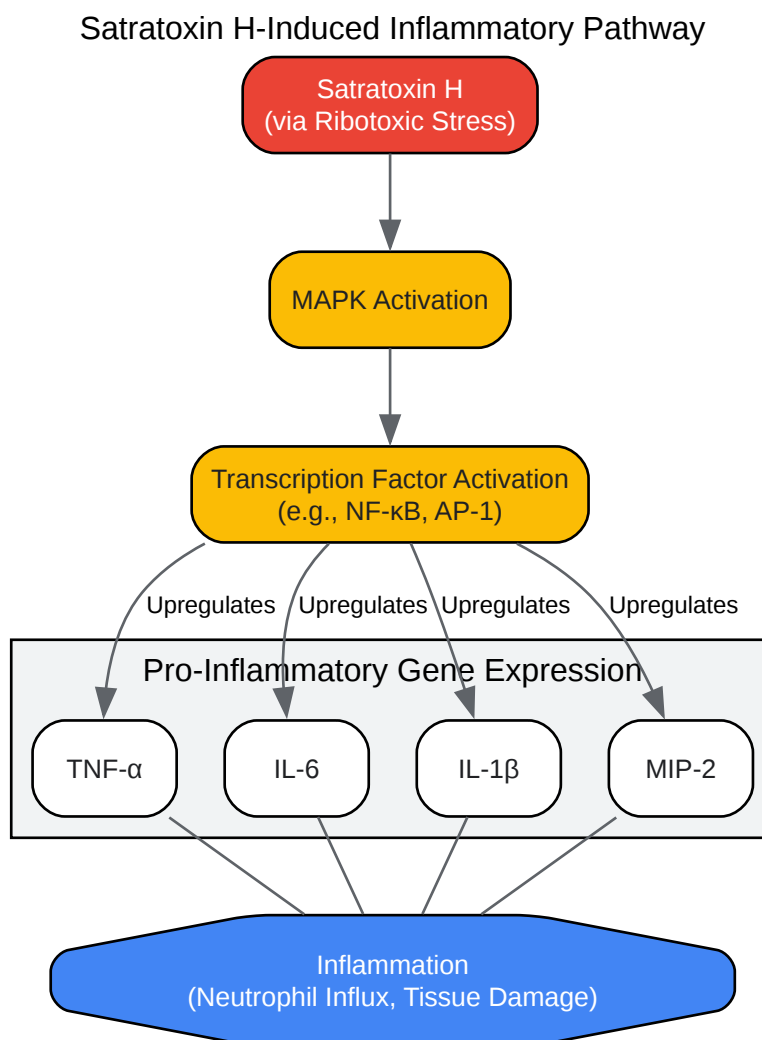 Satratoxin H-Induced Inflammatory Pathway
Satratoxin H
(via Ribotoxic Stress)
MAPK Activation
Transcription Factor Activation
(e.g., NF-κB, AP-1)
Upregulates
Upregulates
Upregulates
Upregulates
Pro-Inflammatory Gene Expression
TNF-α
IL-6
IL-1β
MIP-2
Inflammation
(Neutrophil Influx, Tissue Damage)